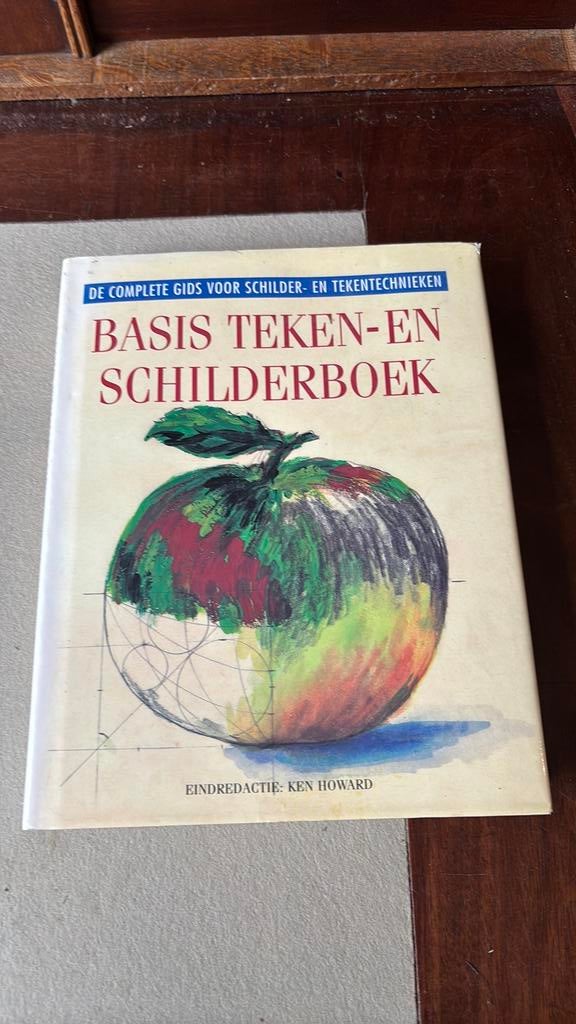 DE COMPLETE GIDS VOOR SCHILDER- EN TEKENTECHNIEKEN
BASIS TEKEN-EN
SCHILDERBOEK
EINDREDACTIE: KEN HOWARD